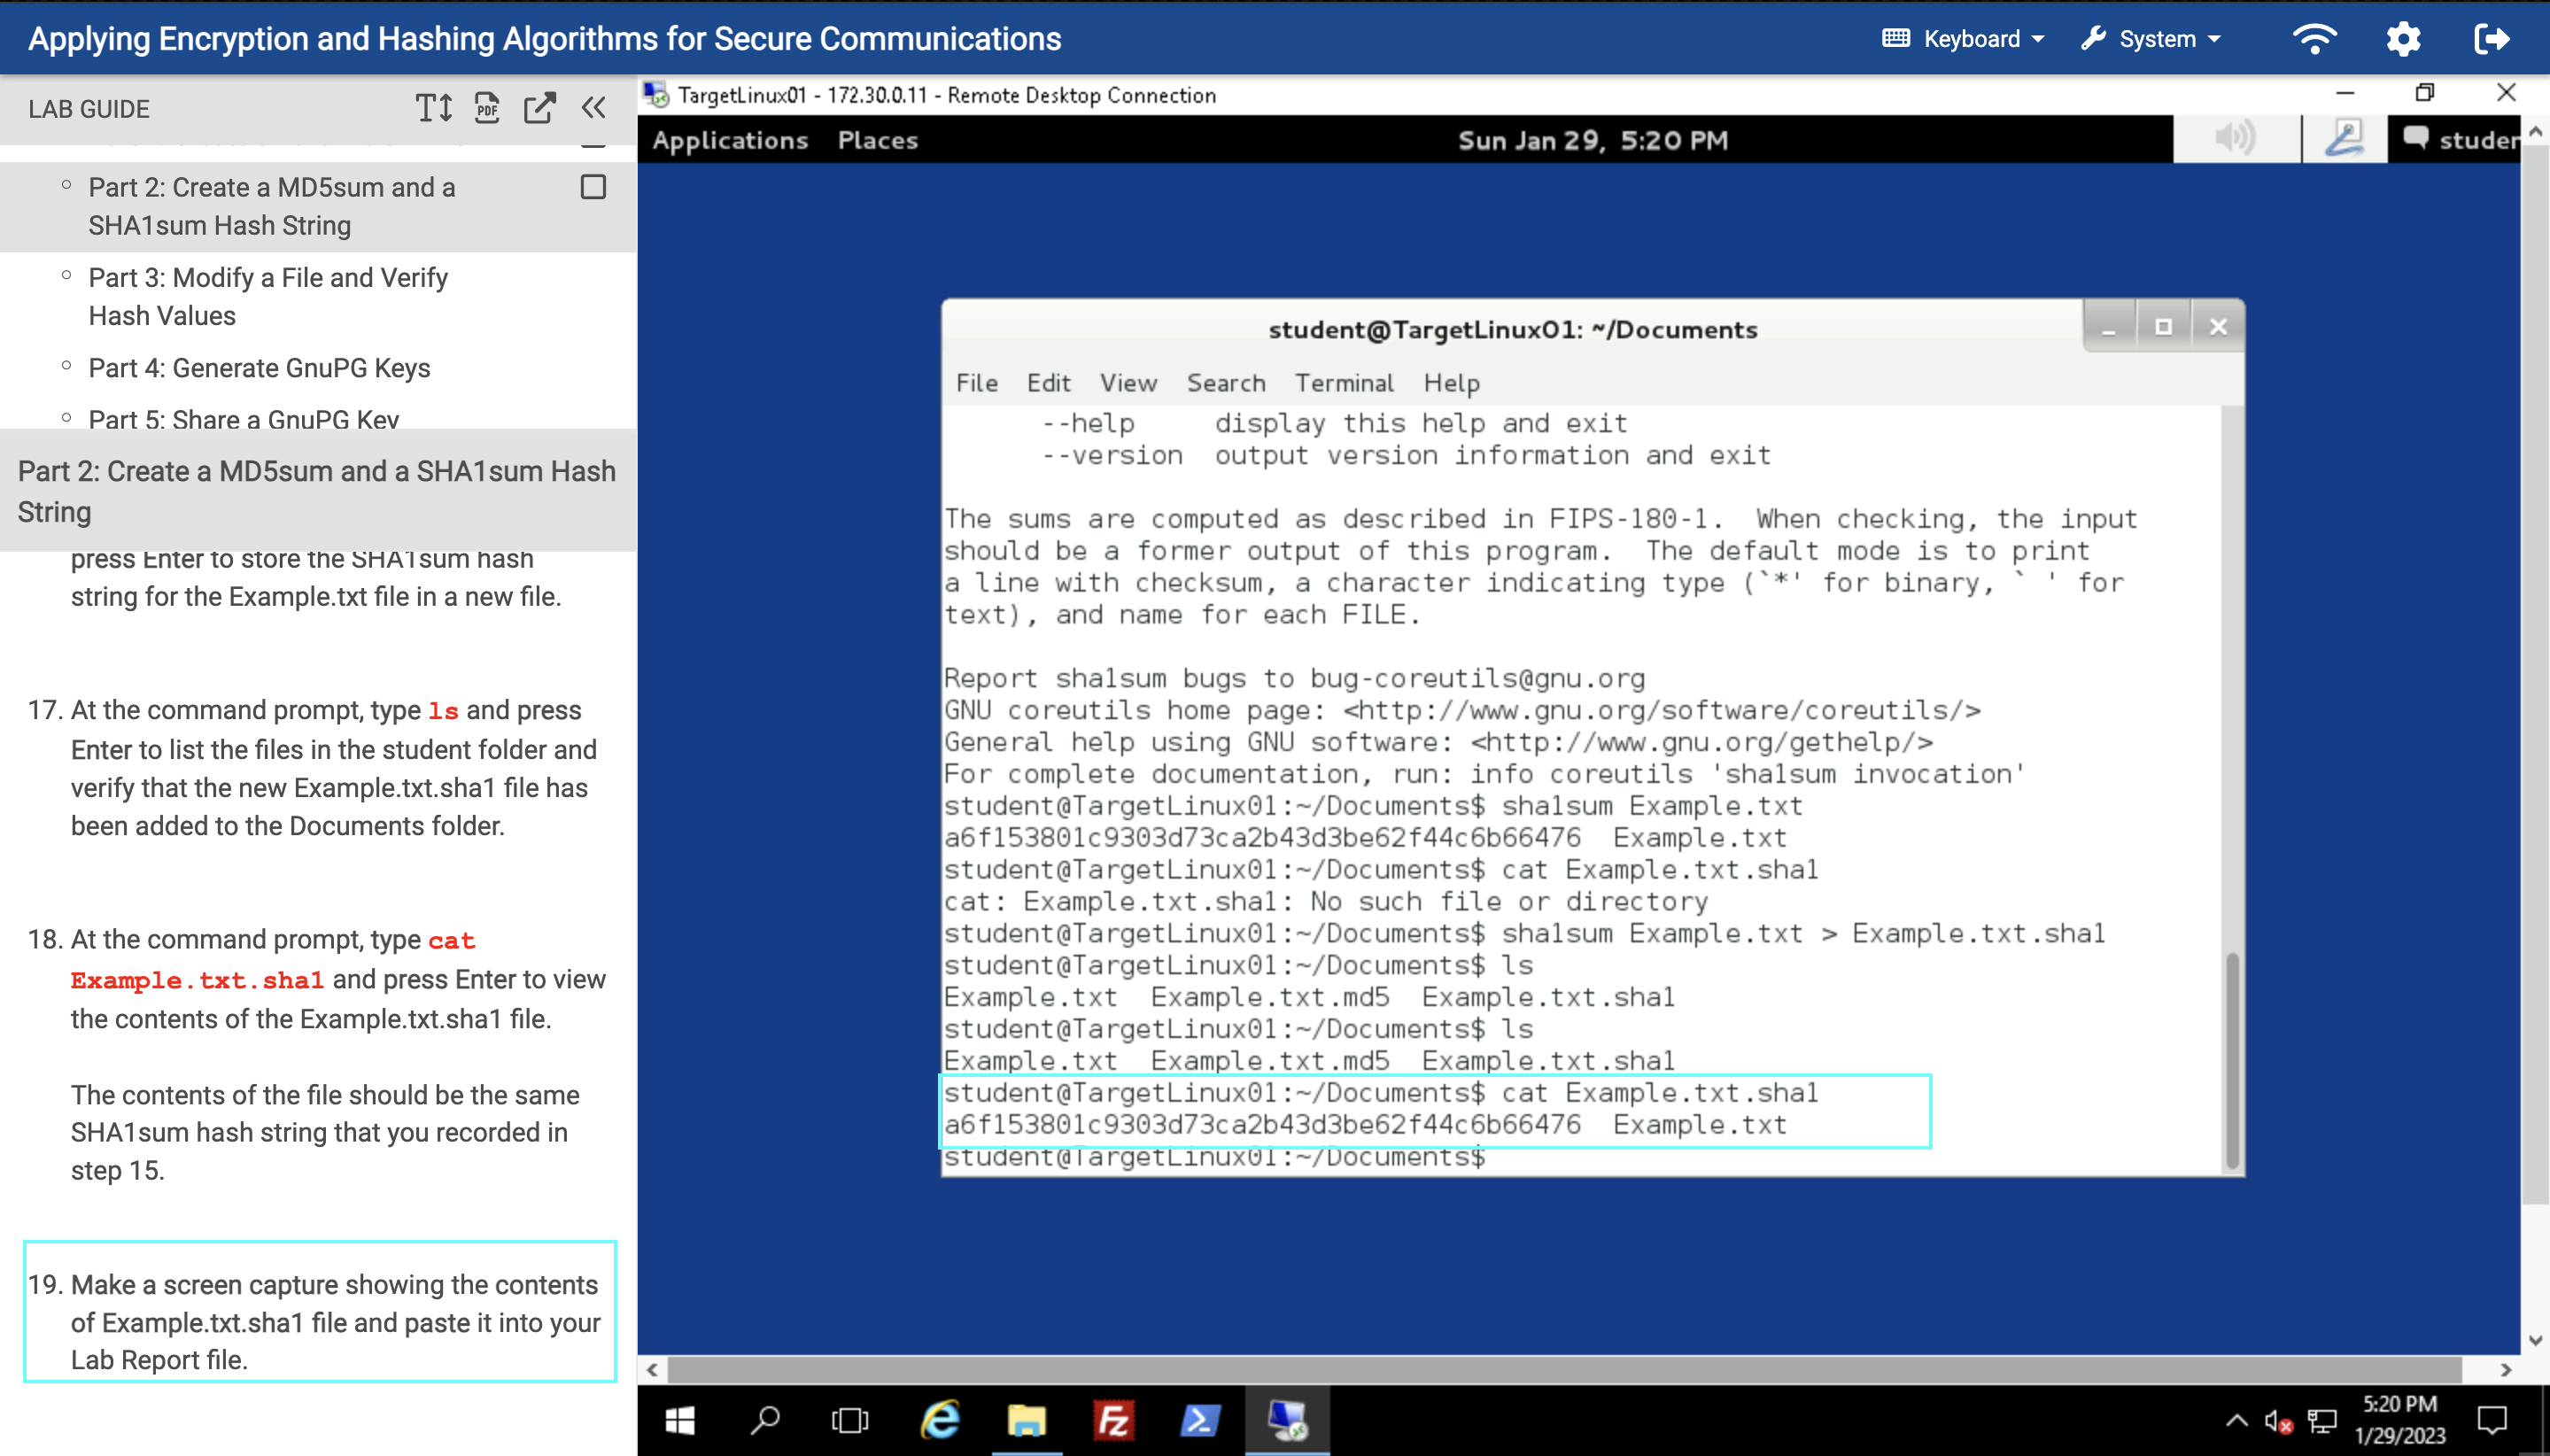 Applying Encryption and Hashing Algorithms for Secure Communications
Keyboard
System
LAB GUIDE
PDF
Part 2: Create a MD5sum and a
SHA1sum Hash String
Part 3: Modify a File and Verify
Hash Values
Part 4: Generate GnuPG Keys
Part 5: Share a GnuPG Key
Part 2: Create a MD5sum and a SHA1sum Hash
String
press Enter to store the SHA1sum hash
string for the Example.txt file in a new file.
17. At the command prompt, type ls and press
Enter to list the files in the student folder and
verify that the new Example.txt.sha1 file has
been added to the Documents folder.
18. At the command prompt, type cat
Example.txt.sha1 and press Enter to view
the contents of the Example.txt.sha1 file.
The contents of the file should be the same
SHA1sum hash string that you recorded in
step 15.
19. Make a screen capture showing the contents
of Example.txt.sha1 file and paste it into your
Lab Report file.
TargetLinux01 - 172.30.0.11 - Remote Desktop Connection
Applications Places
Sun Jan 29, 5:20 PM
studen
student@TargetLinux01: ~/Documents
File Edit View Search Terminal Help
--help display this help and exit
--version output version information and exit
The sums are computed as described in FIPS-180-1. When checking, the input
should be a former output of this program. The default mode is to print
a line with checksum, a character indicating type (`*' for binary, ` ' for
text), and name for each FILE.
Report sha1sum bugs to bug-coreutils@gnu.org
GNU coreutils home page: <http://www.gnu.org/software/coreutils/>
General help using GNU software: <http://www.gnu.org/gethelp/>
For complete documentation, run: info coreutils 'sha1sum invocation'
student@TargetLinux01:~/Documents$ sha1sum Example.txt
a6f153801c9303d73ca2b43d3be62f44c6b66476 Example.txt
student@TargetLinux01:~/Documents$ cat Example.txt.sha1
cat: Example.txt.sha1: No such file or directory
student@TargetLinux01:~/Documents$ sha1sum Example.txt > Example.txt.sha1
student@TargetLinux01:~/Documents$ ls
Example.txt Example.txt.md5 Example.txt.sha1
student@TargetLinux01:~/Documents$ ls
Example.txt Example.txt.md5 Example.txt.sha1
student@TargetLinux01:~/Documents$ cat Example.txt.sha1
a6f153801c9303d73ca2b43d3be62f44c6b66476 Example.txt
student@TargetLinux01:~/Documents$
5:20 PM
1/29/2023